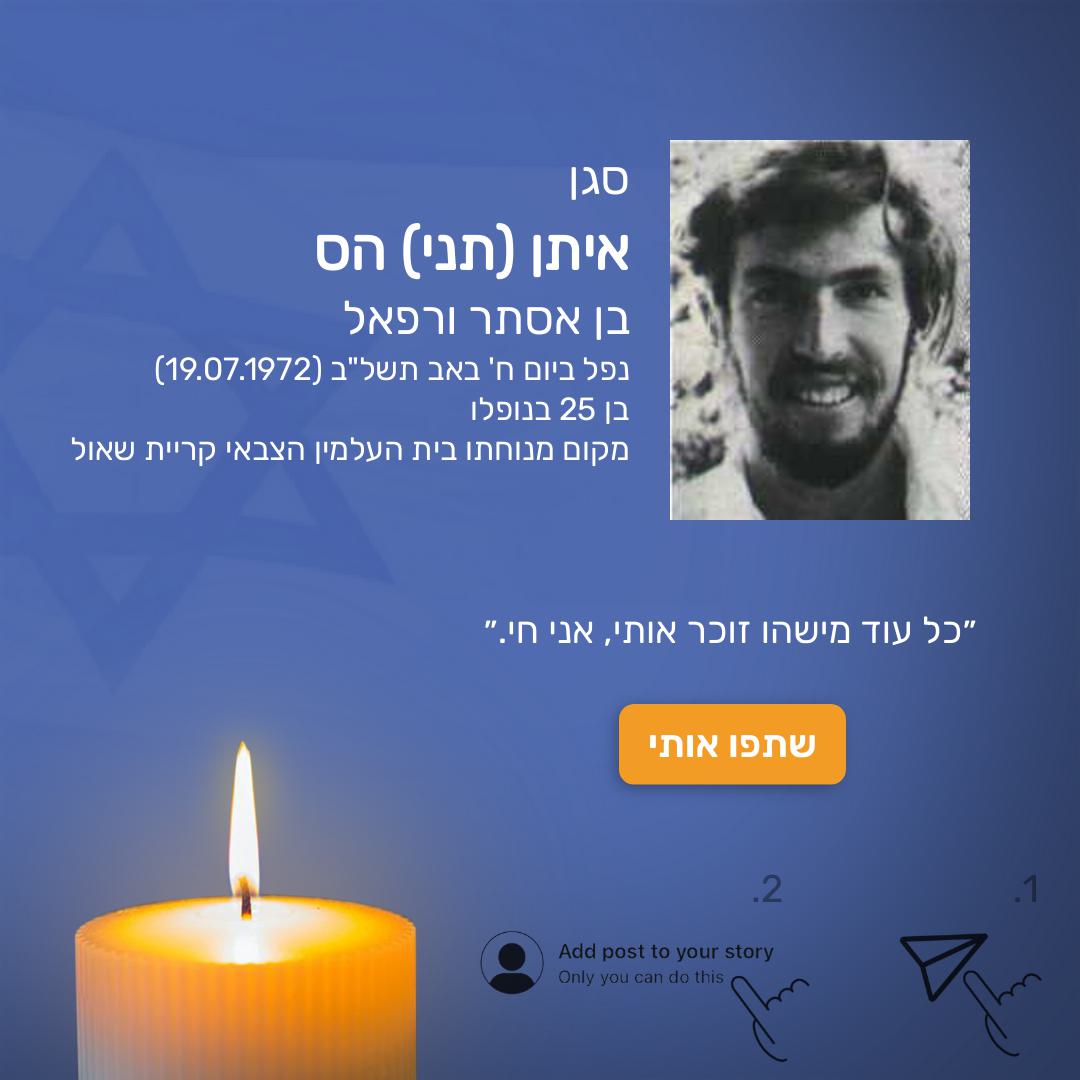 סגן
איתן (תני) הס
בן אסתר ורפאל
נפל ביום ח' באב תשל"ב (19.07.1972)
בן 25 בנופלו
מקום מנוחתו בית העלמין הצבאי קריית שאול
״כל עוד מישהו זוכר אותי, אני חי.״
שתפו אותי
1.
2.
Add post to your story
Only you can do this